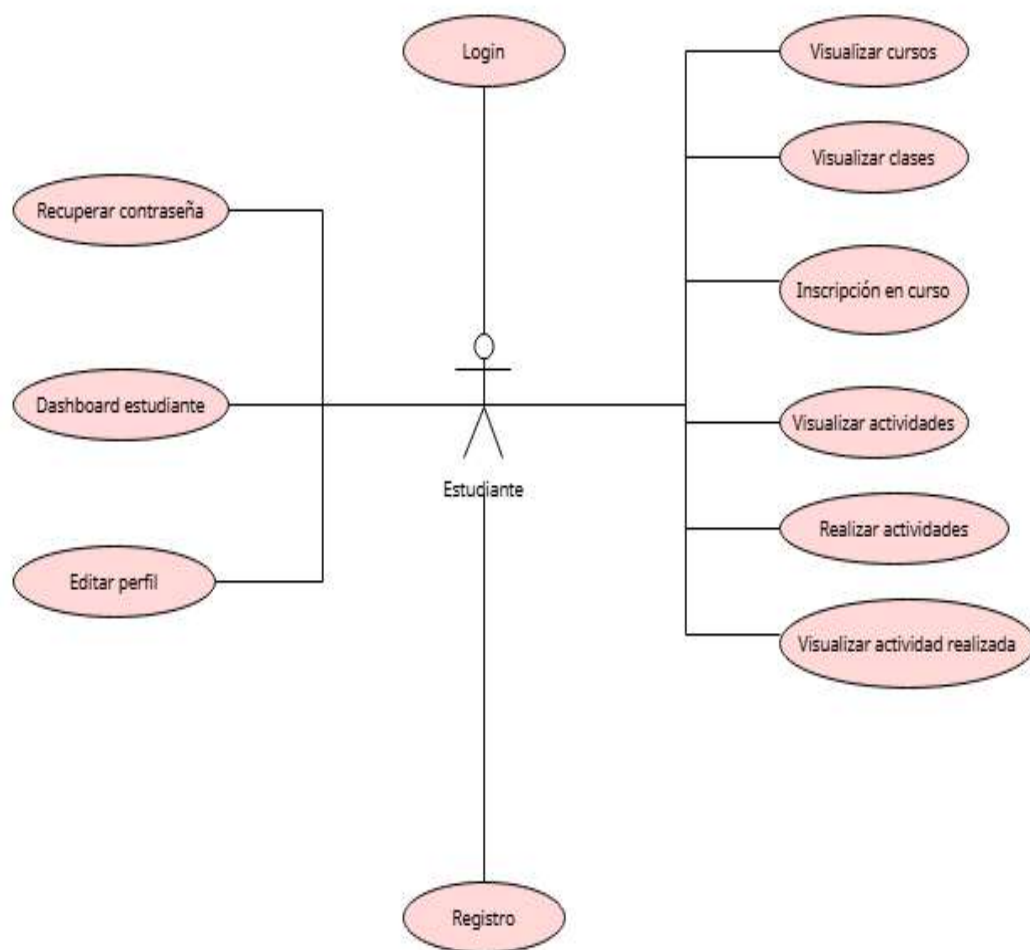 Login
Visualizar cursos
Visualizar clases
Recuperar contraseña
Inscripción en curso
Dashboard estudiante
Visualizar actividades
Estudiante
Realizar actividades
Editar perfil
Visualizar actividad realizada
Registro